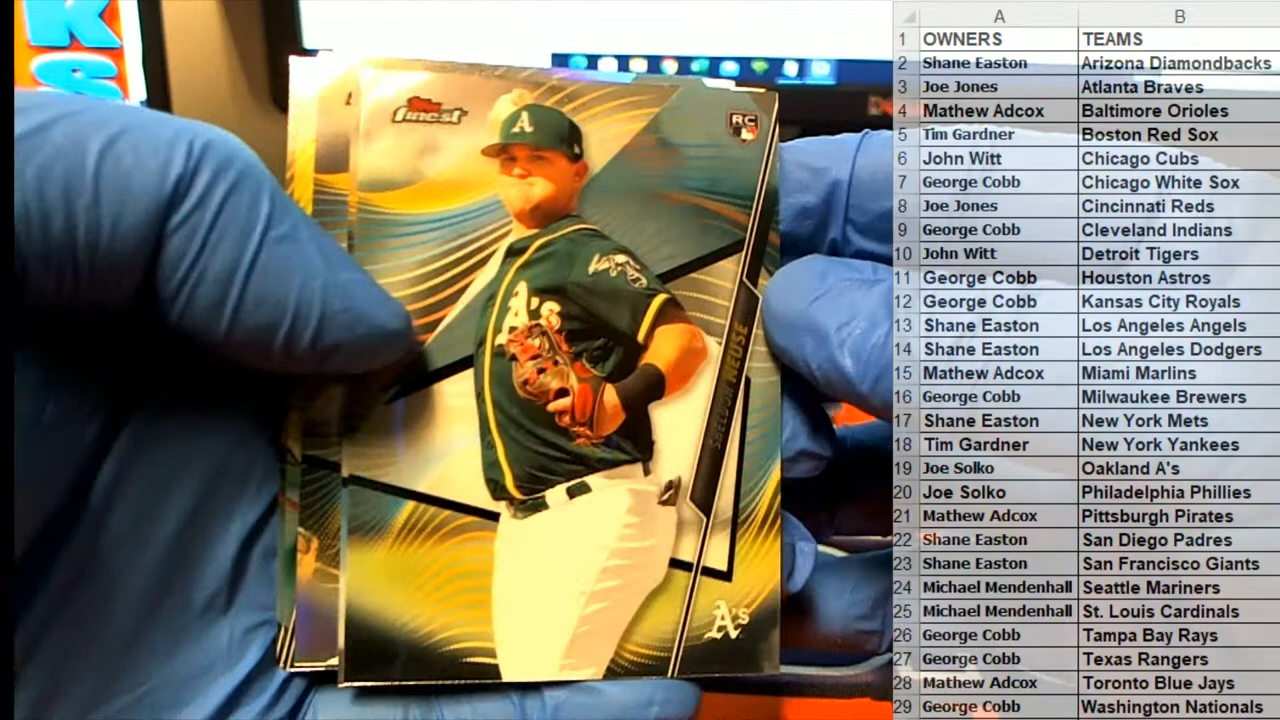 KS
Topps
finest
A
RC
A's
SHELDON NEUSE
A's
A B
1 OWNERS TEAMS
2 Shane Easton Arizona Diamondbacks
3 Joe Jones Atlanta Braves
4 Mathew Adcox Baltimore Orioles
5 Tim Gardner Boston Red Sox
6 John Witt Chicago Cubs
7 George Cobb Chicago White Sox
8 Joe Jones Cincinnati Reds
9 George Cobb Cleveland Indians
10 John Witt Detroit Tigers
11 George Cobb Houston Astros
12 George Cobb Kansas City Royals
13 Shane Easton Los Angeles Angels
14 Shane Easton Los Angeles Dodgers
15 Mathew Adcox Miami Marlins
16 George Cobb Milwaukee Brewers
17 Shane Easton New York Mets
18 Tim Gardner New York Yankees
19 Joe Solko Oakland A's
20 Joe Solko Philadelphia Phillies
21 Mathew Adcox Pittsburgh Pirates
22 Shane Easton San Diego Padres
23 Shane Easton San Francisco Giants
24 Michael Mendenhall Seattle Mariners
25 Michael Mendenhall St. Louis Cardinals
26 George Cobb Tampa Bay Rays
27 George Cobb Texas Rangers
28 Mathew Adcox Toronto Blue Jays
29 George Cobb Washington Nationals